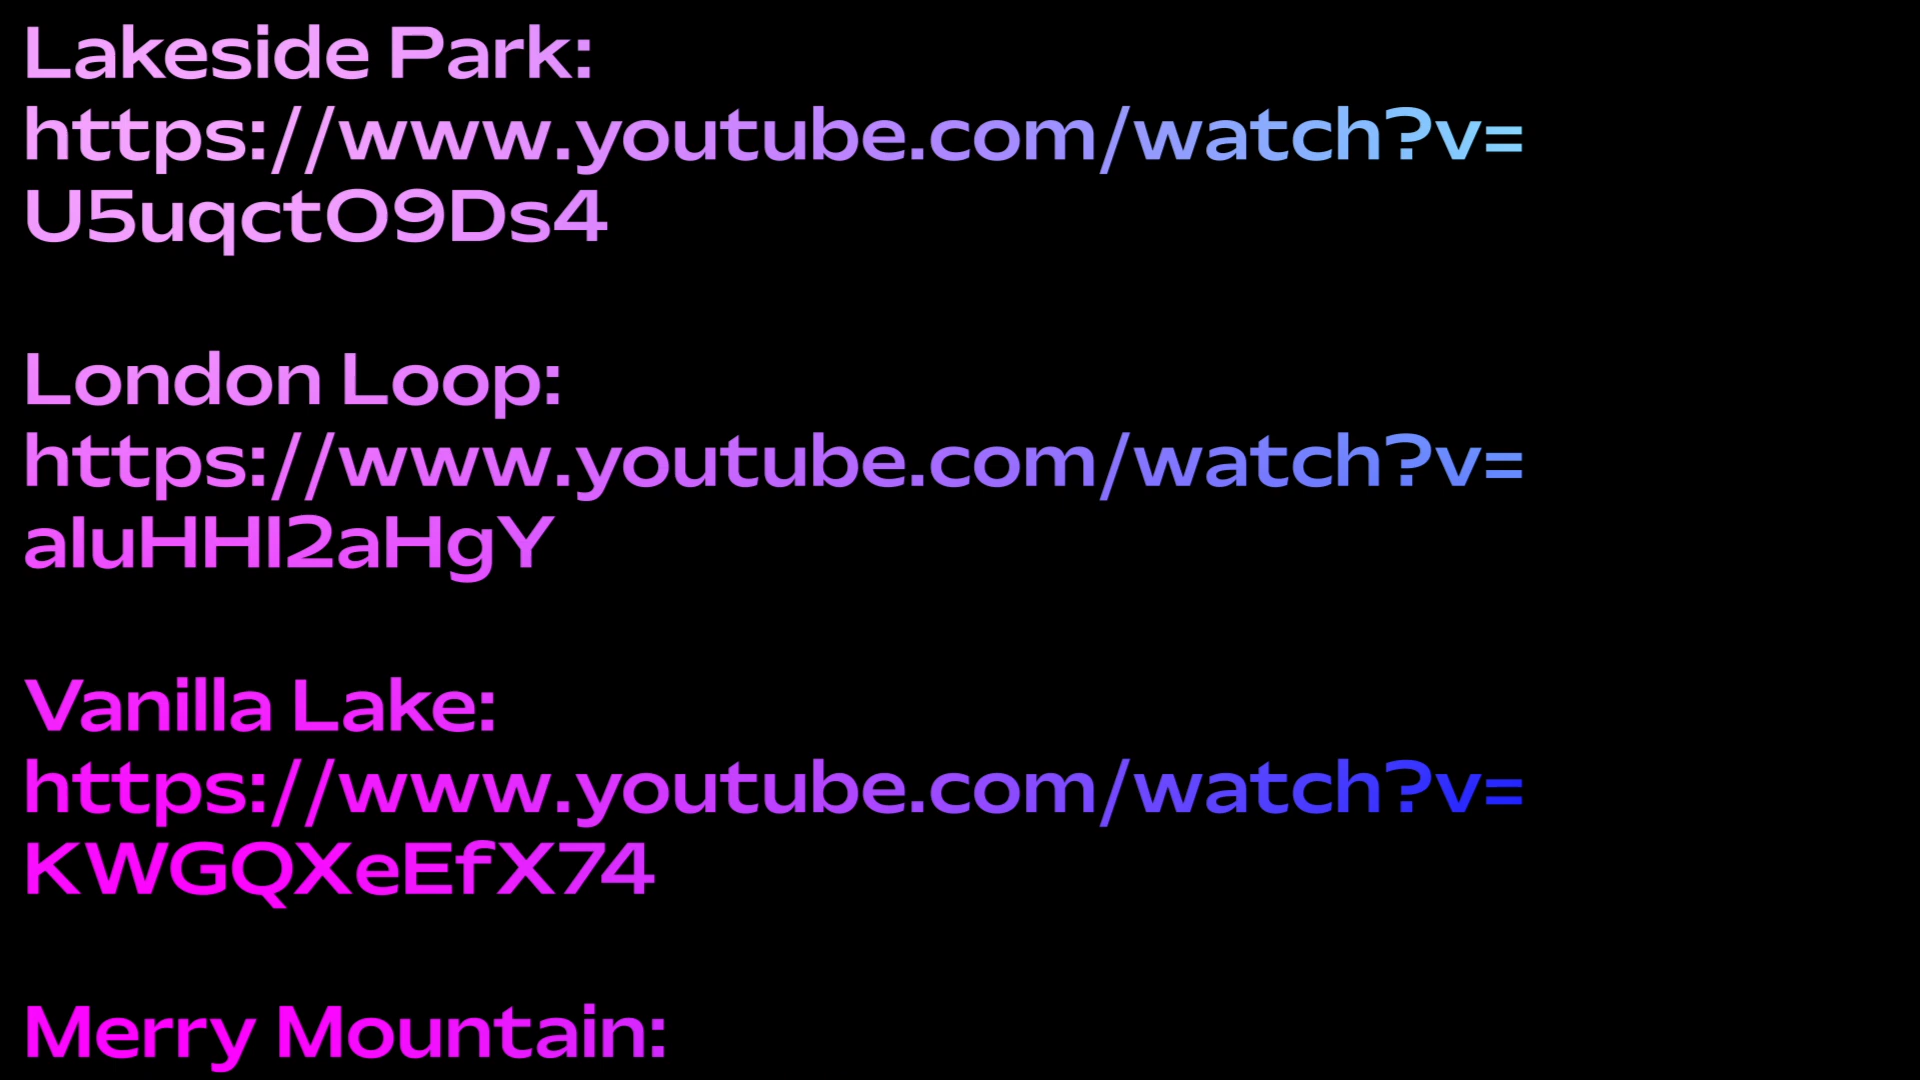 Lakeside Park:
https://www.youtube.com/watch?v=
U5uqctO9Ds4

London Loop:
https://www.youtube.com/watch?v=
aluHHI2aHgY

Vanilla Lake:
https://www.youtube.com/watch?v=
KWGQXeEfX74

Merry Mountain: